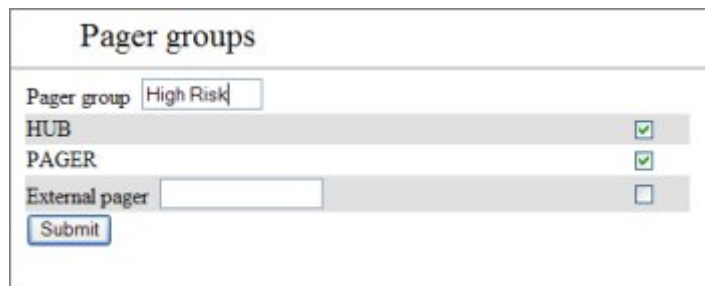 Pager groups
Pager group High Risk
HUB
PAGER
External pager
Submit